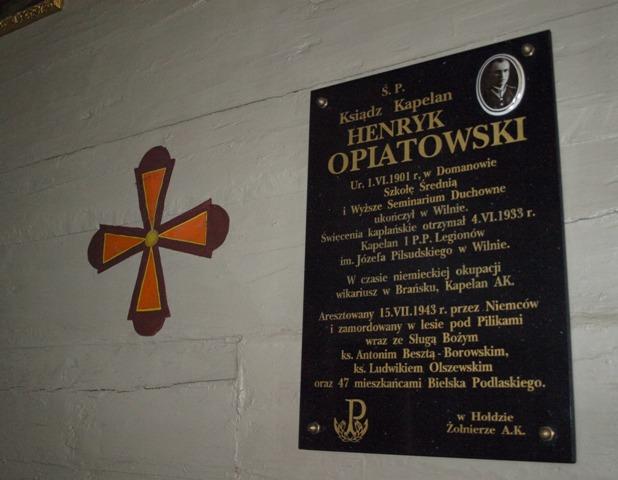 Ś. P.
Ksiądz Kapelan
HENRYK
OPIATOWSKI
Ur. 1.VI.1901 r, w Domanowie
Szkołę Średnią
i Wyższe Seminarium Duchowne
ukończył w Wilnie.
Święcenia kapłańskie otrzymał 4.VI.1933 r.
Kapelan I P.P. Legionów
im. Józefa Piłsudskiego w Wilnie.
W czasie niemieckiej okupacji
wikariusz w Brańsku, Kapelan AK.
Aresztowany 15.VII.1943 r. przez Niemców
i zamordowany w lesie pod Pilikami
wraz ze Sługą Bożym
ks. Antonim Besztą-Borowskim,
ks. Ludwikiem Olszewskim
oraz 47 mieszkańcami Bielska Podlaskiego.
w Hołdzie
Żołnierze A.K.